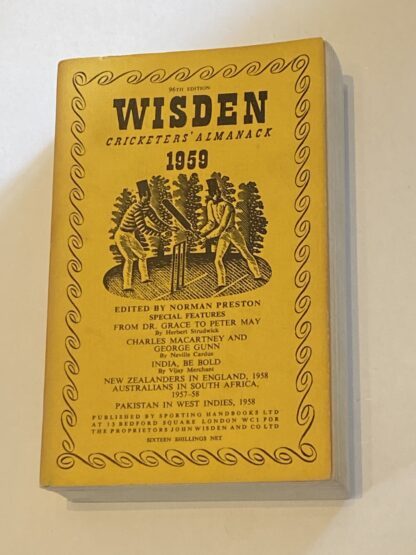 96TH EDITION
WISDEN
CRICKETERS' ALMANACK
1959
EDITED BY NORMAN PRESTON
SPECIAL FEATURES
FROM DR. GRACE TO PETER MAY
By Herbert Strudwick
CHARLES MACARTNEY AND
GEORGE GUNN
By Neville Cardus
INDIA, BE BOLD
By Vijay Merchant
NEW ZEALANDERS IN ENGLAND, 1958
AUSTRALIANS IN SOUTH AFRICA,
1957-58
PAKISTAN IN WEST INDIES, 1958
PUBLISHED BY SPORTING HANDBOOKS LTD
AT 13 BEDFORD SQUARE LONDON WC1 FOR
THE PROPRIETORS JOHN WISDEN AND CO LTD
SIXTEEN SHILLINGS NET